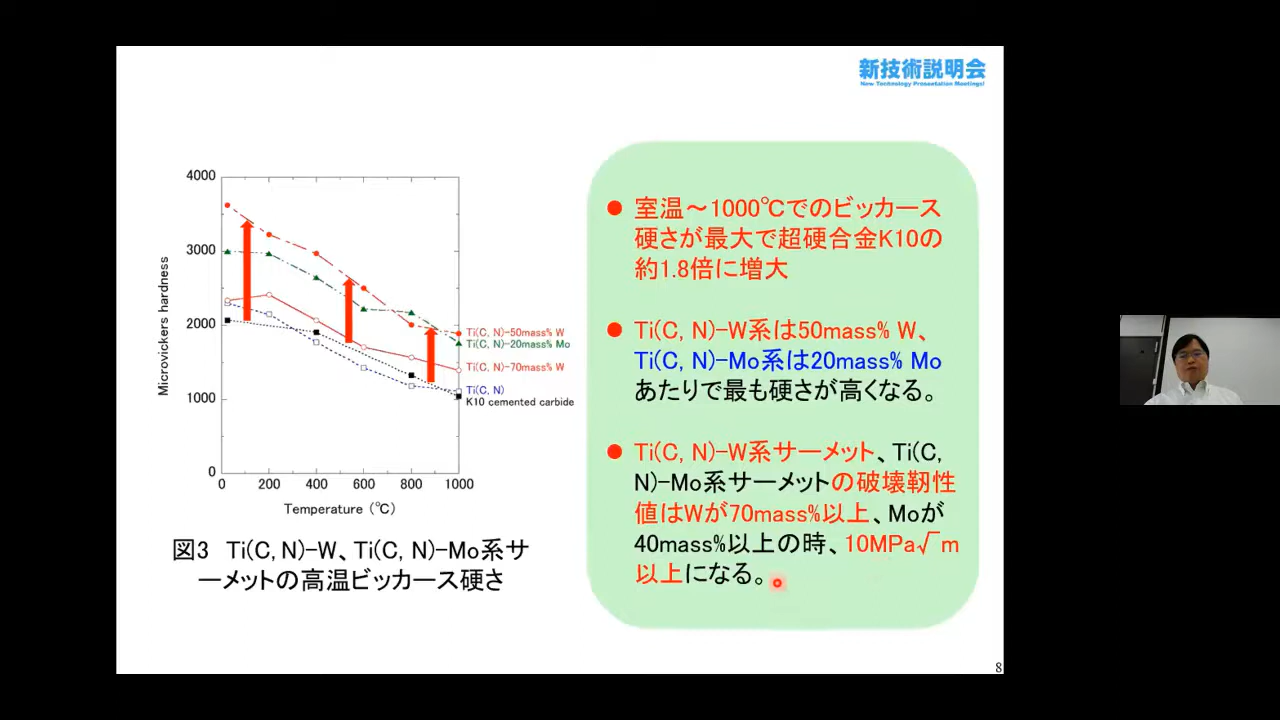 新技術説明会
New Technology Presentation Meetings!
4000
3000
2000
1000
0
0 200 400 600 800 1000
Microvickers hardness
Temperature (℃)
Ti(C, N)-50mass% W
Ti(C, N)-20mass% Mo
Ti(C, N)-70mass% W
Ti(C, N)
K10 cemented carbide
図3 Ti(C, N)-W、Ti(C, N)-Mo系サ
ーメットの高温ビッカース硬さ
● 室温～1000℃でのビッカース
硬さが最大で超硬合金K10の
約1.8倍に増大
● Ti(C, N)-W系は50mass% W、
Ti(C, N)-Mo系は20mass% Mo
あたりで最も硬さが高くなる。
● Ti(C, N)-W系サーメット、Ti(C,
N)-Mo系サーメットの破壊靭性
値はWが70mass%以上、Moが
40mass%以上の時、10MPa√m
以上になる。
8